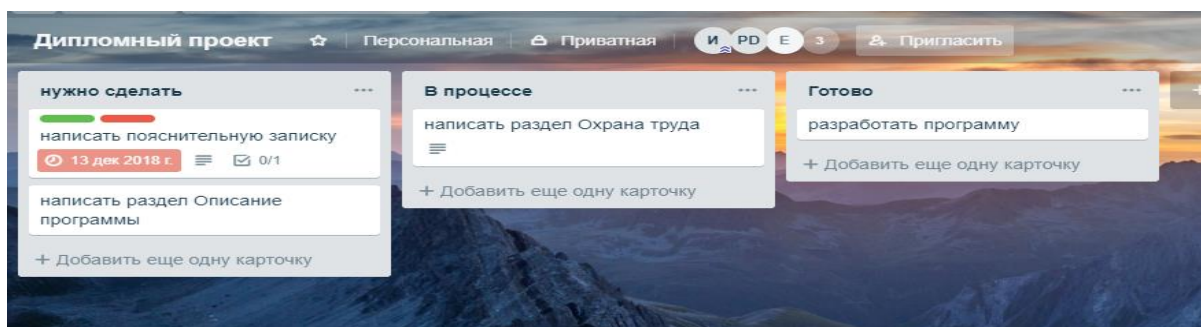 Дипломный проект Персональная Приватная И PD E 3 Пригласить
нужно сделать
написать пояснительную записку
13 дек 2018 г. 0/1
написать раздел Описание
программы
+ Добавить еще одну карточку
В процессе
написать раздел Охрана труда
+ Добавить еще одну карточку
Готово
разработать программу
+ Добавить еще одну карточку